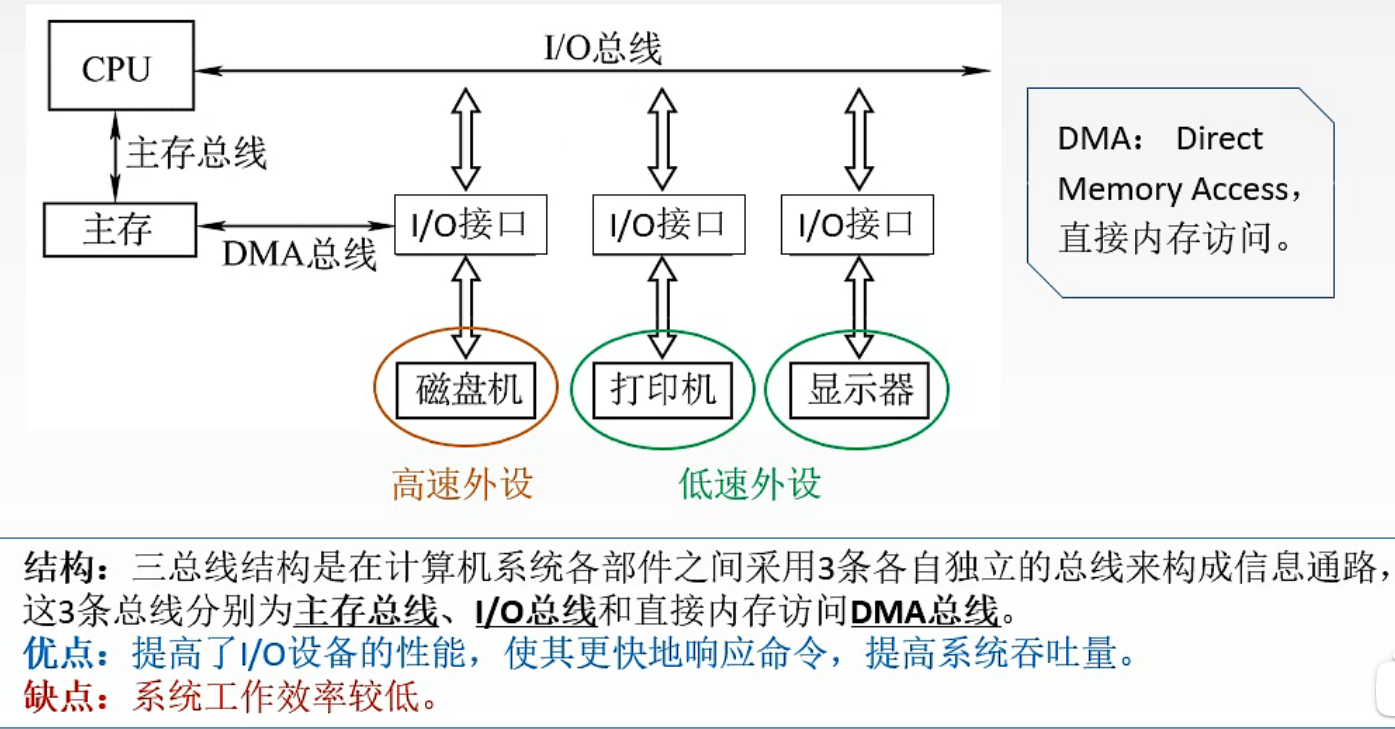 CPU
I/O总线
主存总线
主存
DMA总线
I/O接口
I/O接口
I/O接口
磁盘机
打印机
显示器
高速外设
低速外设
DMA： Direct
Memory Access，
直接内存访问。
结构：三总线结构是在计算机系统各部件之间采用3条各自独立的总线来构成信息通路，
这3条总线分别为主存总线、I/O总线和直接内存访问DMA总线。
优点：提高了I/O设备的性能，使其更快地响应命令，提高系统吞吐量。
缺点：系统工作效率较低。